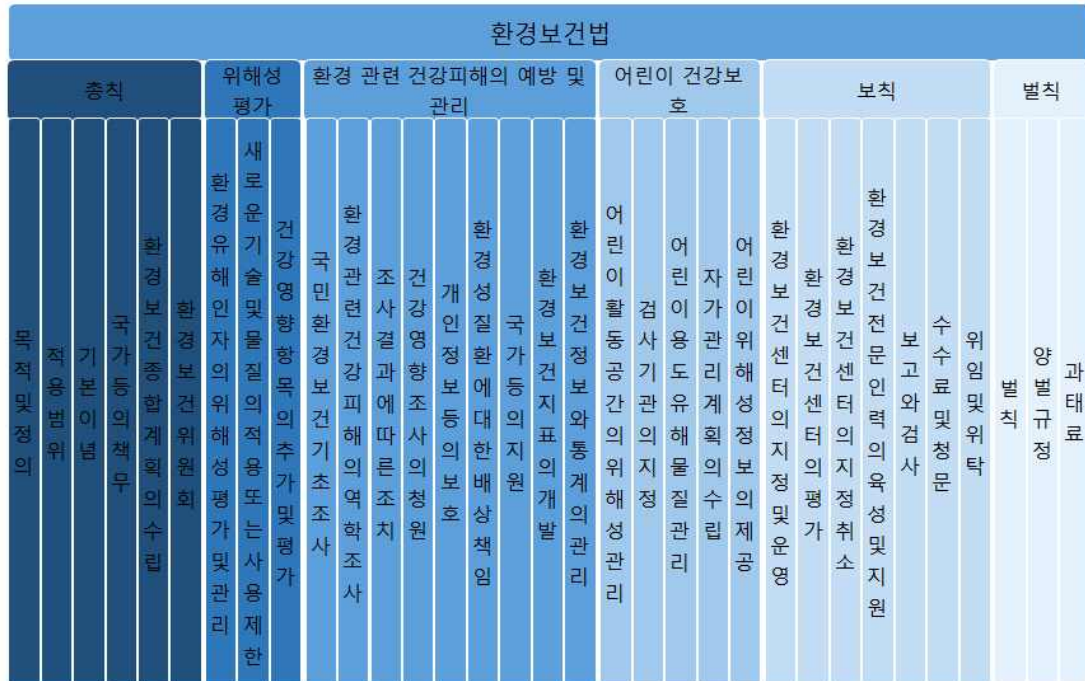 환경보건법
총칙
위해성
평가
환경 관련 건강피해의 예방 및
관리
어린이 건강보
호
보칙
벌칙
목적및정의
적용범위
기본이념
국가등의책무
환경보건종합계획의수립
환경보건위원회
환경유해인자의위해성평가및관리
새로운기술및물질의적용또는사용제한
건강영향항목의추가및평가
국민환경보건기초조사
환경관련건강피해의역학조사
조사결과에따른조치
건강영향조사의청원
개인정보등의보호
환경성질환에대한배상책임
국가등의지원
환경보건지표의개발
환경보건정보와통계의관리
어린이활동공간의위해성관리
검사기관의지정
어린이용도유해물질관리
자가관리계획의수립
어린이위해성정보의제공
환경보건센터의지정및운영
환경보건센터의평가
환경보건센터의지정취소
환경보건전문인력의육성및지원
보고와검사
수수료및청문
위임및위탁
벌칙
양벌규정
과태료